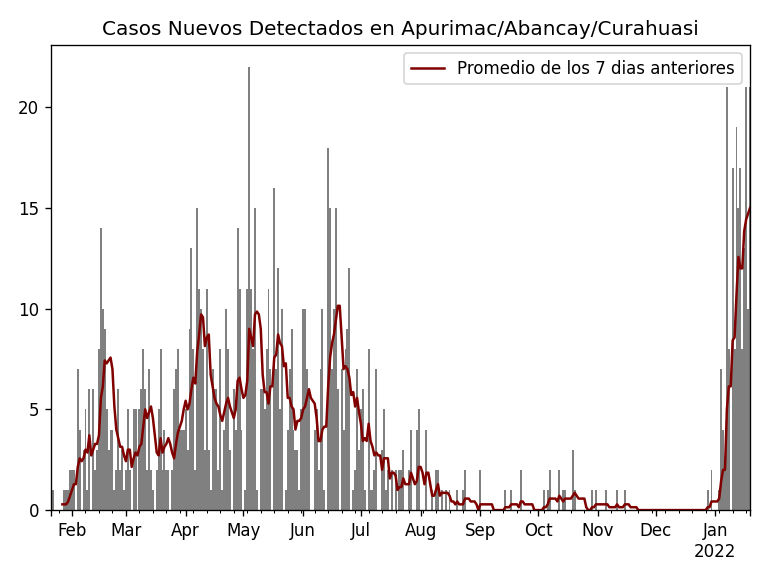 Casos Nuevos Detectados en Apurimac/Abancay/Curahuasi
Promedio de los 7 dias anteriores
20
15
10
5
0
Feb Mar Apr May Jun Jul Aug Sep Oct Nov Dec Jan
2022